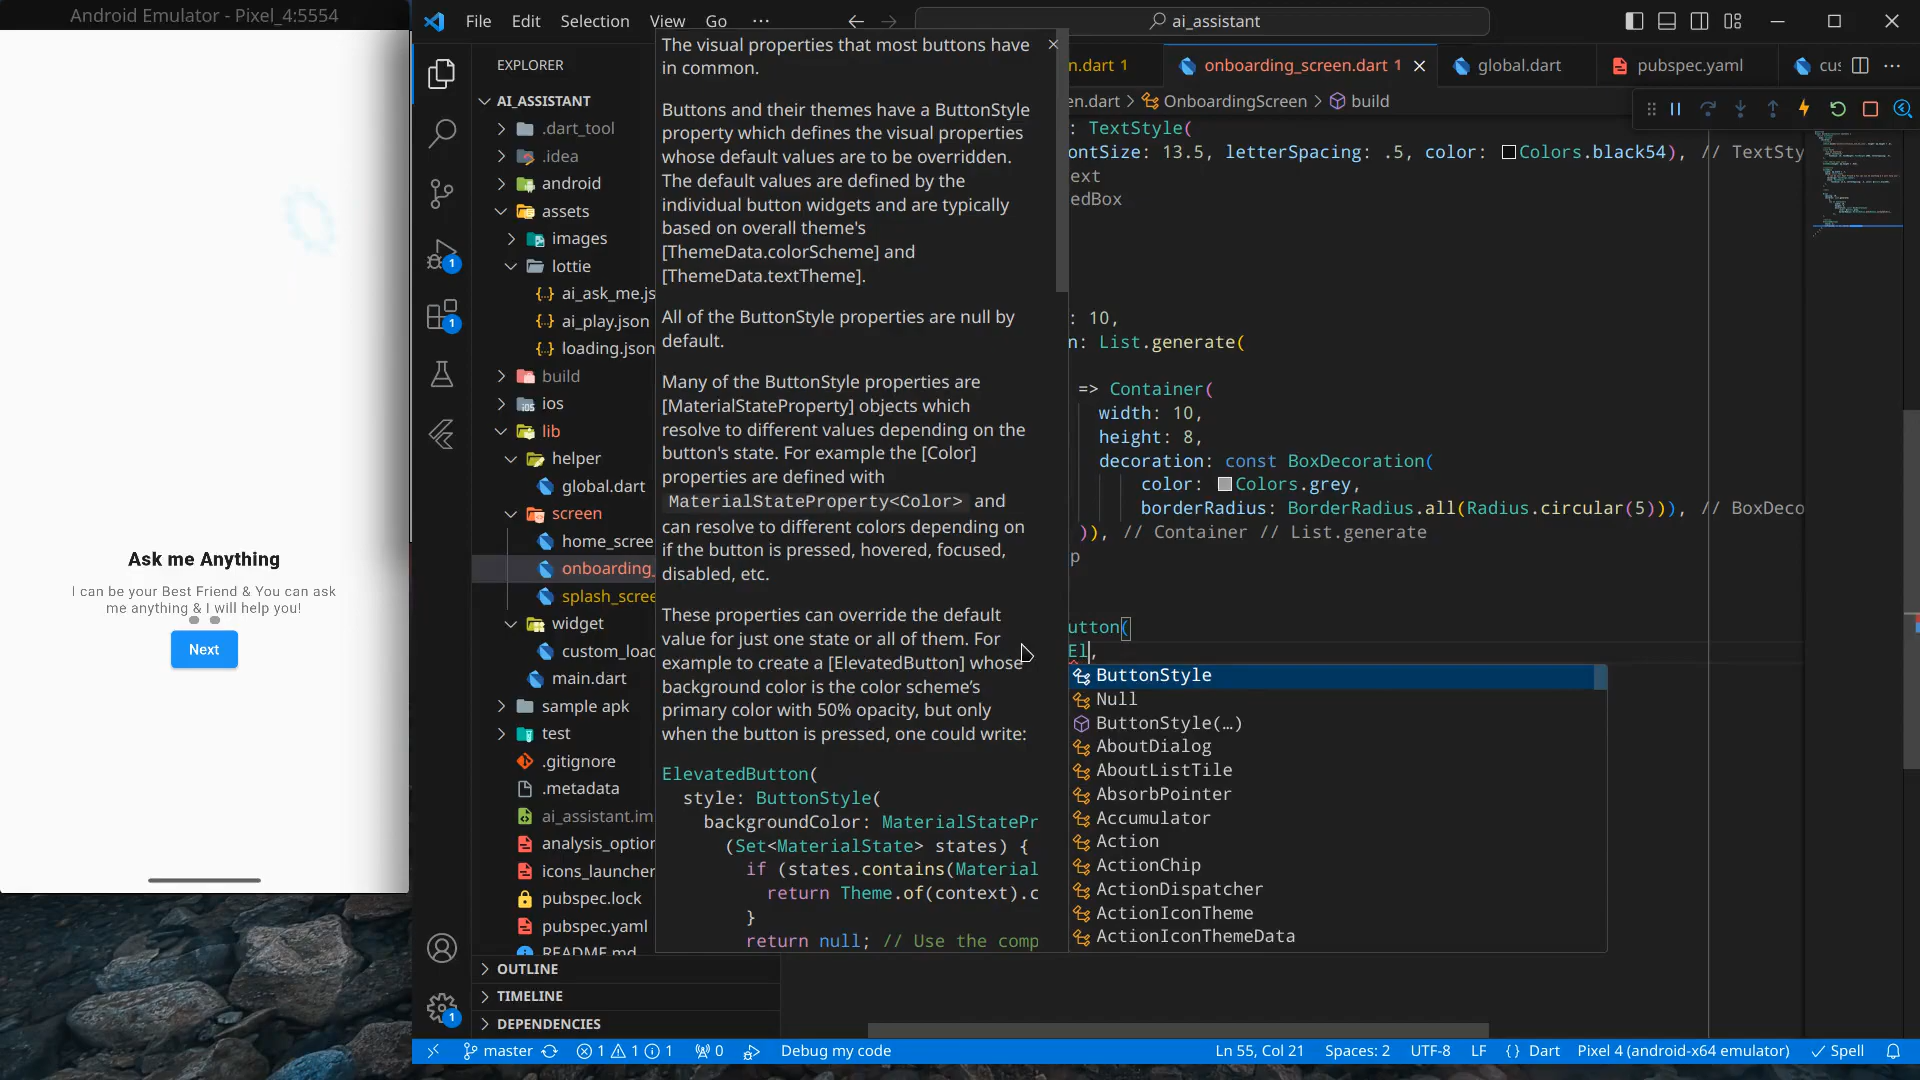 Android Emulator - Pixel_4:5554
Ask me Anything
I can be your Best Friend & You can ask
me anything & I will help you!
Next
File Edit Selection View Go ···
ai_assistant
EXPLORER
AI_ASSISTANT
.dart_tool
.idea
android
assets
images
lottie
ai_ask_me.js
ai_play.json
loading.json
build
ios
lib
helper
global.dart
screen
home_scree
onboarding_
splash_scree
widget
custom_load
main.dart
sample apk
test
.gitignore
.metadata
ai_assistant.im
analysis_option
icons_launcher
pubspec.lock
pubspec.yaml
README.md
OUTLINE
TIMELINE
DEPENDENCIES
1
1
1
The visual properties that most buttons have
in common.
Buttons and their themes have a ButtonStyle
property which defines the visual properties
whose default values are to be overridden.
The default values are defined by the
individual button widgets and are typically
based on overall theme's
[ThemeData.colorScheme] and
[ThemeData.textTheme].
All of the ButtonStyle properties are null by
default.
Many of the ButtonStyle properties are
[MaterialStateProperty] objects which
resolve to different values depending on the
button's state. For example the [Color]
properties are defined with
MaterialStateProperty<Color> and
can resolve to different colors depending on
if the button is pressed, hovered, focused,
disabled, etc.
These properties can override the default
value for just one state or all of them. For
example to create a [ElevatedButton] whose
background color is the color scheme's
primary color with 50% opacity, but only
when the button is pressed, one could write:
ElevatedButton(
style: ButtonStyle(
backgroundColor: MaterialStatePr
(Set<MaterialState> states) {
if (states.contains(Material
return Theme.of(context).c
}
return null; // Use the comp
n.dart 1 onboarding_screen.dart 1 global.dart pubspec.yaml cus
en.dart > OnboardingScreen > build
: TextStyle(
ontSize: 13.5, letterSpacing: .5, color: Colors.black54), // TextSty
ext
edBox
: 10,
n: List.generate(
=> Container(
width: 10,
height: 8,
decoration: const BoxDecoration(
color: Colors.grey,
borderRadius: BorderRadius.all(Radius.circular(5))), // BoxDeco
)), // Container // List.generate
p
utton(
El,
ButtonStyle
Null
ButtonStyle(…)
AboutDialog
AboutListTile
AbsorbPointer
Accumulator
Action
ActionChip
ActionDispatcher
ActionIconTheme
ActionIconThemeData
master 1 1 1 0 Debug my code Ln 55, Col 21 Spaces: 2 UTF-8 LF {} Dart Pixel 4 (android-x64 emulator) Spell